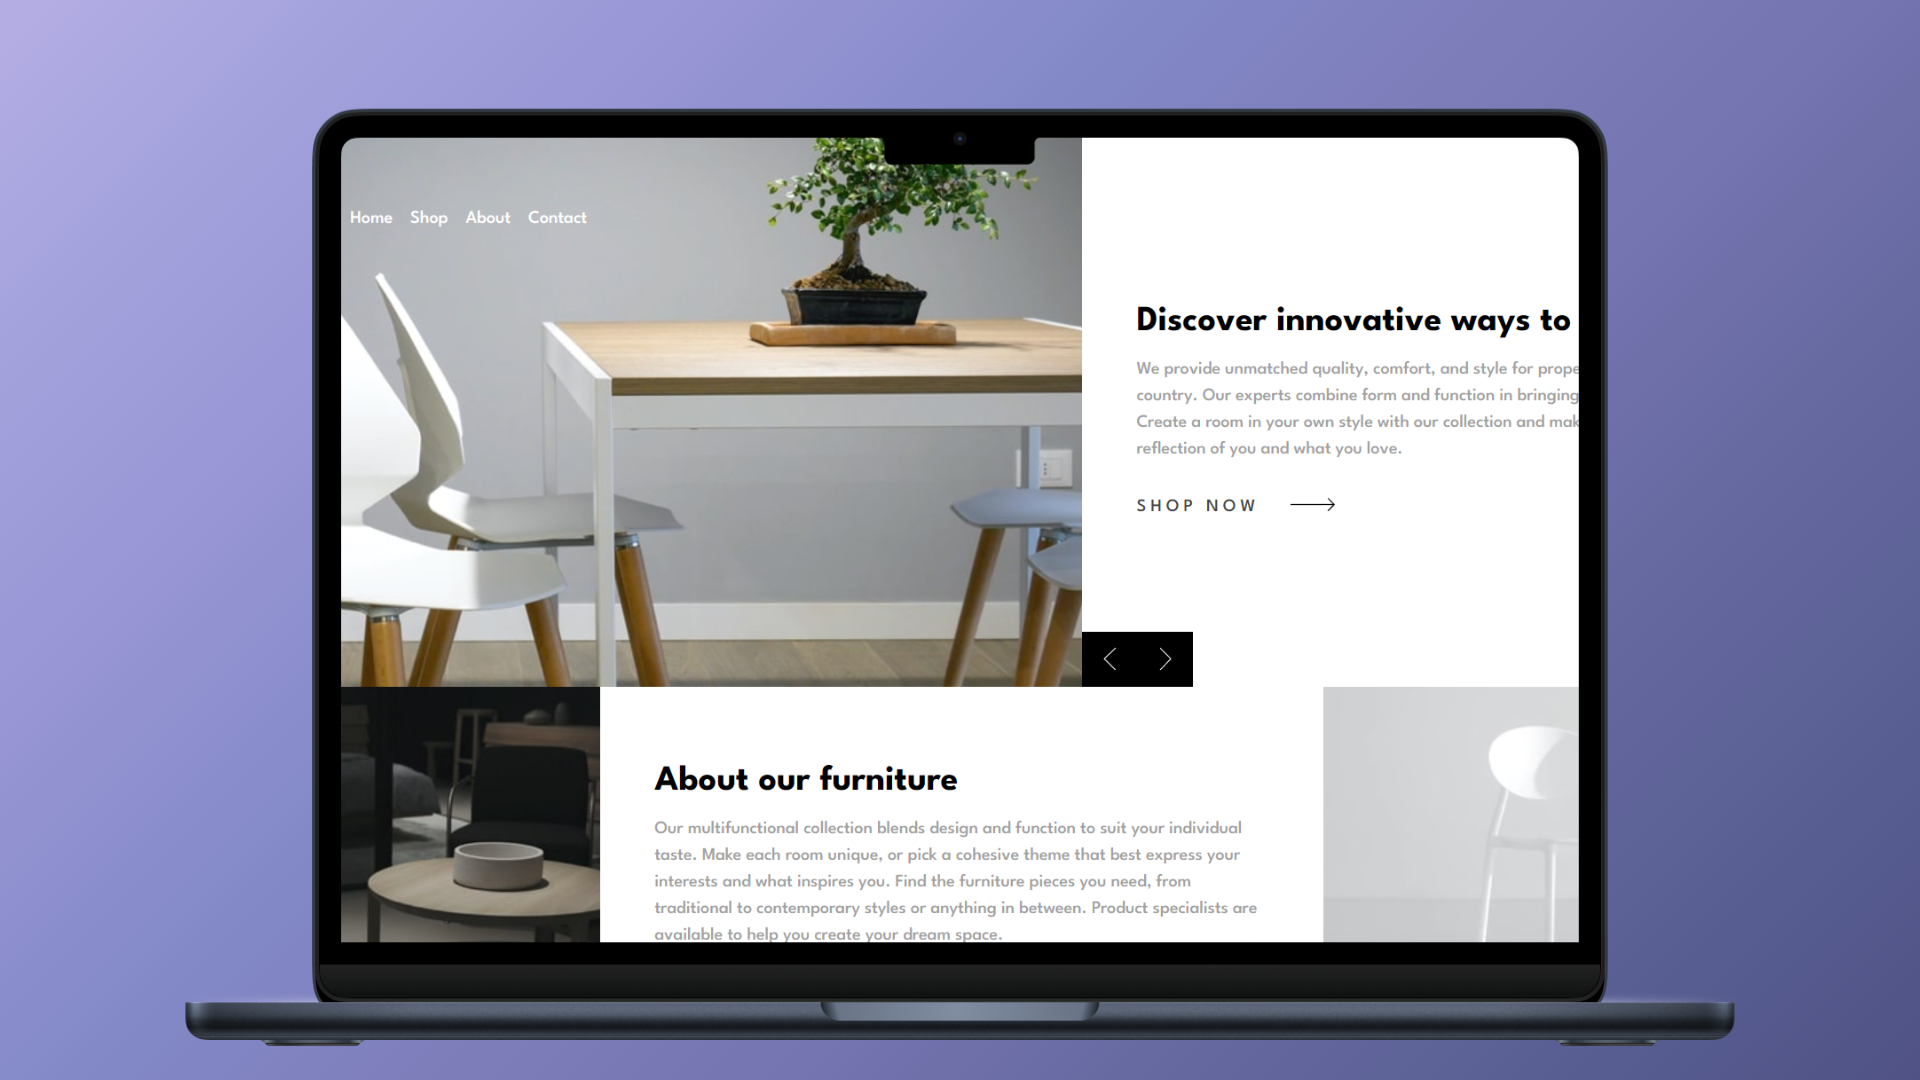 Home Shop About Contact
Discover innovative ways to
We provide unmatched quality, comfort, and style for prope
country. Our experts combine form and function in bringing
Create a room in your own style with our collection and mak
reflection of you and what you love.
SHOP NOW
About our furniture
Our multifunctional collection blends design and function to suit your individual
taste. Make each room unique, or pick a cohesive theme that best express your
interests and what inspires you. Find the furniture pieces you need, from
traditional to contemporary styles or anything in between. Product specialists are
available to help you create your dream space.